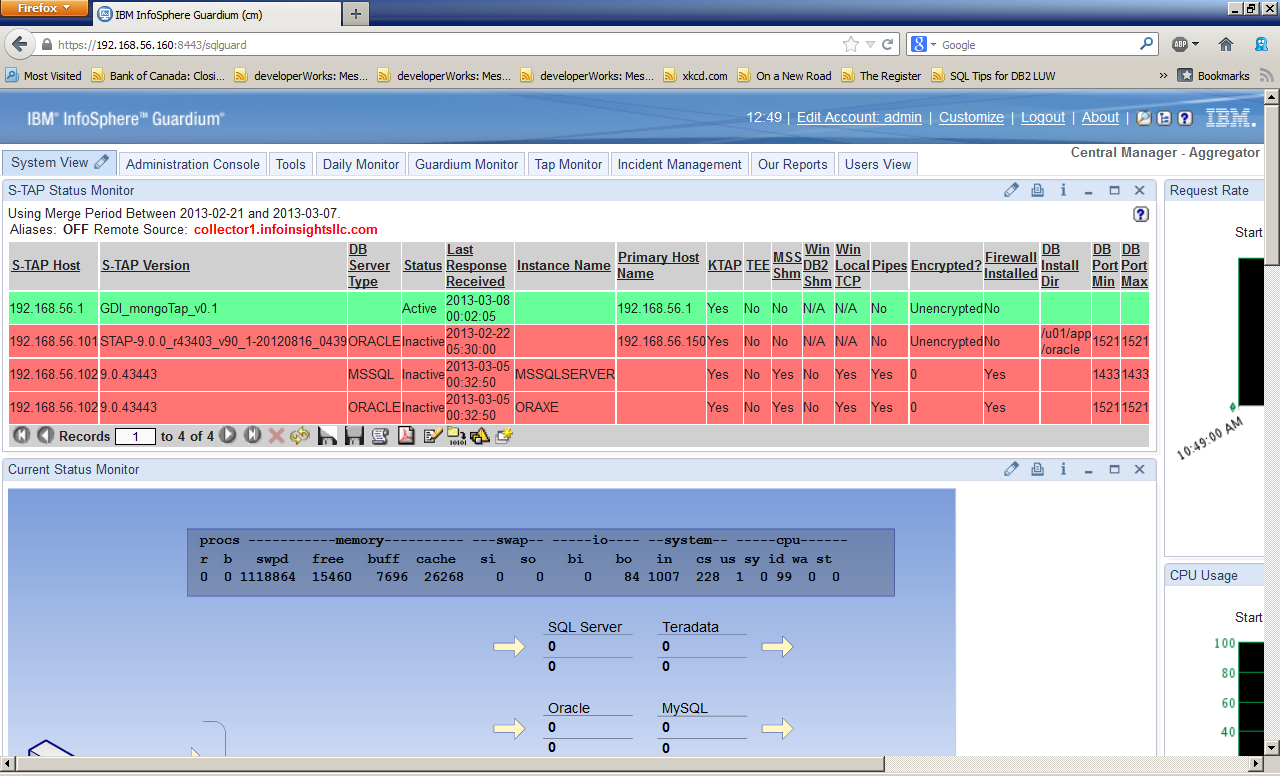 Firefox
IBM InfoSphere Guardium (cm)
https://192.168.56.160:8443/sqlguard
Google
ABP
Most Visited Bank of Canada: Closi... developerWorks: Mes... developerWorks: Mes... developerWorks: Mes... xkcd.com On a New Road The Register SQL Tips for DB2 LUW » Bookmarks
IBM® InfoSphere™ Guardium®
12:49 | Edit Account: admin | Customize | Logout | About |
IBM.
System View Administration Console Tools Daily Monitor Guardium Monitor Tap Monitor Incident Management Our Reports Users View
Central Manager - Aggregator
S-TAP Status Monitor
Using Merge Period Between 2013-02-21 and 2013-03-07.
Aliases: OFF Remote Source: collector1.infoinsightsllc.com
S-TAP Host S-TAP Version DB Server Type Status Last Response Received Instance Name Primary Host Name KTAP TEE MSS Shm Win DB2 Shm Win Local TCP Pipes Encrypted? Firewall Installed DB Install Dir DB Port Min DB Port Max
192.168.56.1 GDI_mongoTap_v0.1 Active 2013-03-08 00:02:05 192.168.56.1 Yes No No N/A N/A No Unencrypted No
192.168.56.101 STAP-9.0.0_r43403_v90_1-20120816_0439 ORACLE Inactive 2013-02-22 05:30:00 192.168.56.150 Yes No No N/A N/A No Unencrypted No /u01/app/oracle 1521 1521
192.168.56.102 9.0.43443 MSSQL Inactive 2013-03-05 00:32:50 MSSQLSERVER Yes No Yes No Yes Yes 0 Yes 1433 1433
192.168.56.102 9.0.43443 ORACLE Inactive 2013-03-05 00:32:50 ORAXE Yes No Yes No Yes Yes 0 Yes 1521 1521
Records 1 to 4 of 4
Current Status Monitor
procs -----------memory---------- ---swap-- -----io---- --system-- -----cpu------
r b swpd free buff cache si so bi bo in cs us sy id wa st
0 0 1118864 15460 7696 26268 0 0 0 84 1007 228 1 0 99 0 0
SQL Server Teradata
0 0
0 0
Oracle MySQL
0 0
0 0
Request Rate
Start
10:49:00 AM
CPU Usage
Start
100
80
60
40